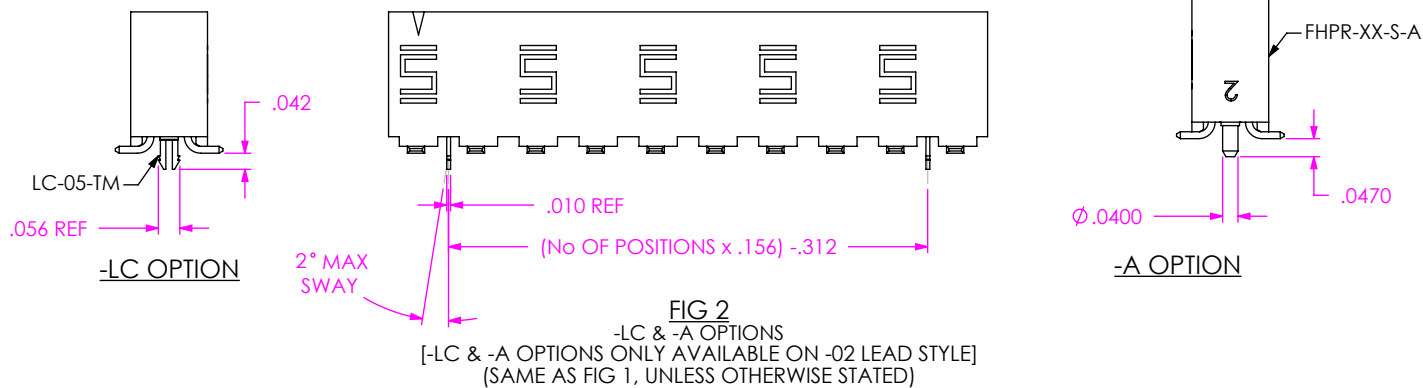 .042
LC-05-TM
.056 REF
-LC OPTION
S S S S S
.010 REF
(No OF POSITIONS x .156) -.312
2° MAX
SWAY
FIG 2
-LC & -A OPTIONS
[-LC & -A OPTIONS ONLY AVAILABLE ON -02 LEAD STYLE]
(SAME AS FIG 1, UNLESS OTHERWISE STATED)
FHPR-XX-S-A
2
.0470
Ø.0400
-A OPTION